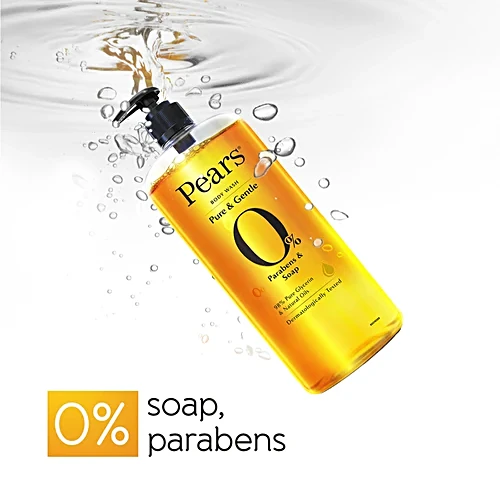 Pears®
BODY WASH
Pure & Gentle
0%
Parabens &
Soap
98% Pure Glycerin
& Natural Oils
Dermatologically Tested
0% soap,
parabens